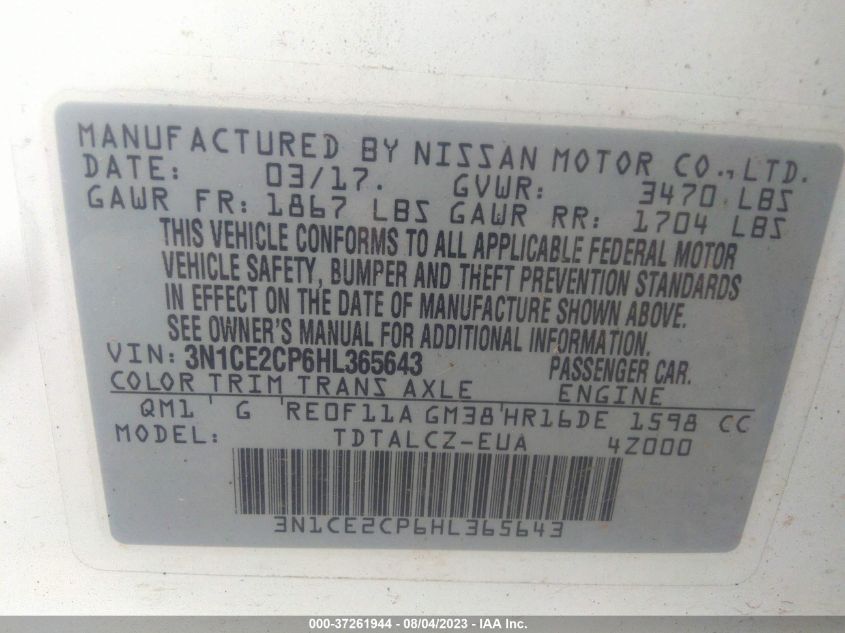 MANUFACTURED BY NISSAN MOTOR CO., LTD.
DATE: 03/17. GVWR: 3470 LBS
GAWR FR: 1867 LBS GAWR RR: 1704 LBS
THIS VEHICLE CONFORMS TO ALL APPLICABLE FEDERAL MOTOR
VEHICLE SAFETY, BUMPER AND THEFT PREVENTION STANDARDS
IN EFFECT ON THE DATE OF MANUFACTURE SHOWN ABOVE.
SEE OWNER'S MANUAL FOR ADDITIONAL INFORMATION.
VIN: 3N1CE2CP6HL365643 PASSENGER CAR.
COLOR TRIM TRANS AXLE ENGINE
QM1 ' G ' RE0F11A GM38 ' HR16DE 1598 CC
MODEL: TDTALCZ-EUA 4Z000
3N1CE2CP6HL365643
000-37261944 - 08/04/2023 - IAA Inc.